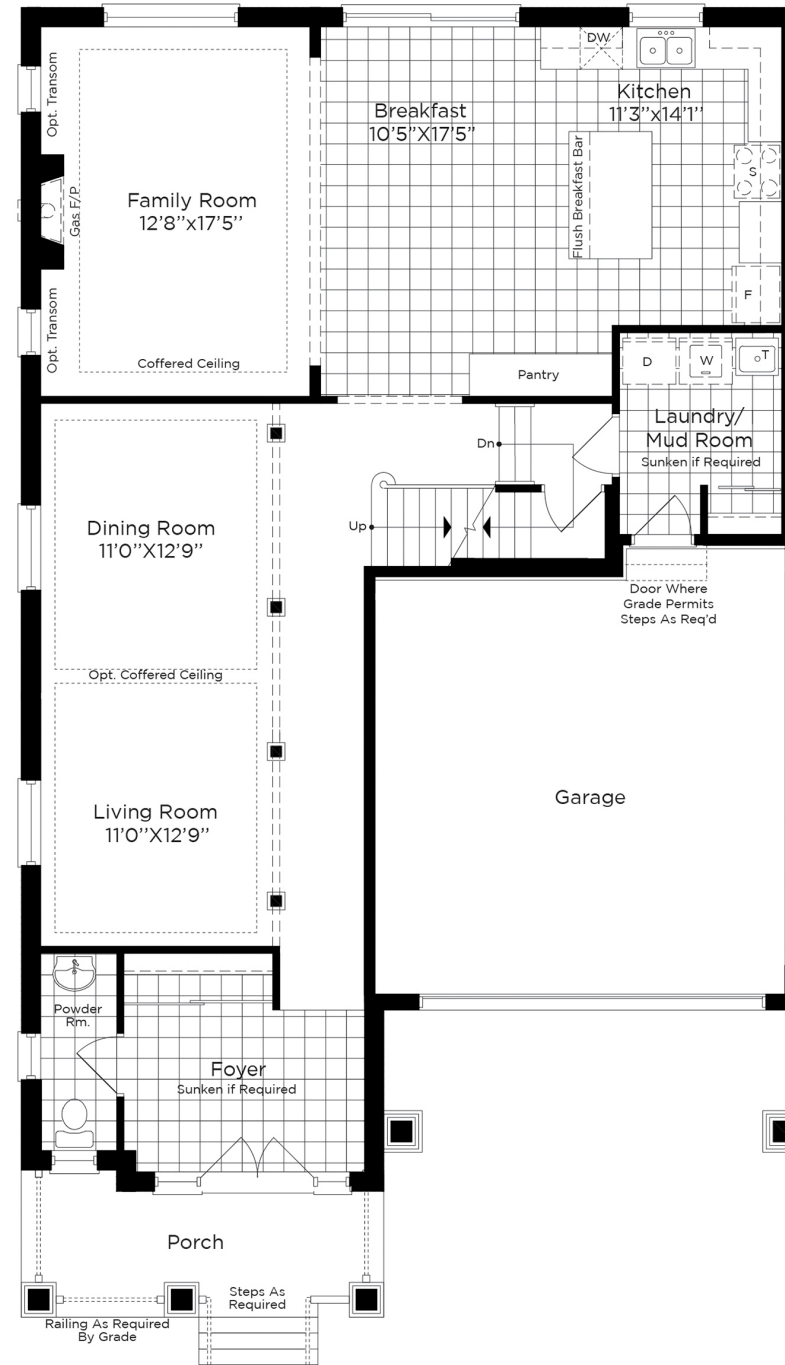 DW
Opt. Transom
Kitchen
11'3''x14'1''
Breakfast
10'5"X17'5"
Flush Breakfast Bar
S
Gas F/P
Family Room
12'8''x17'5''
F
Opt. Transom
Coffered Ceiling
Pantry
D
W
T
Laundry/
Mud Room
Sunken if Required
Dn
Up
Dining Room
11'0''X12'9''
Door Where
Grade Permits
Steps As Req'd
Opt. Coffered Ceiling
Garage
Living Room
11'0''X12'9''
Powder
Rm.
Foyer
Sunken if Required
Porch
Steps As
Required
Railing As Required
By Grade